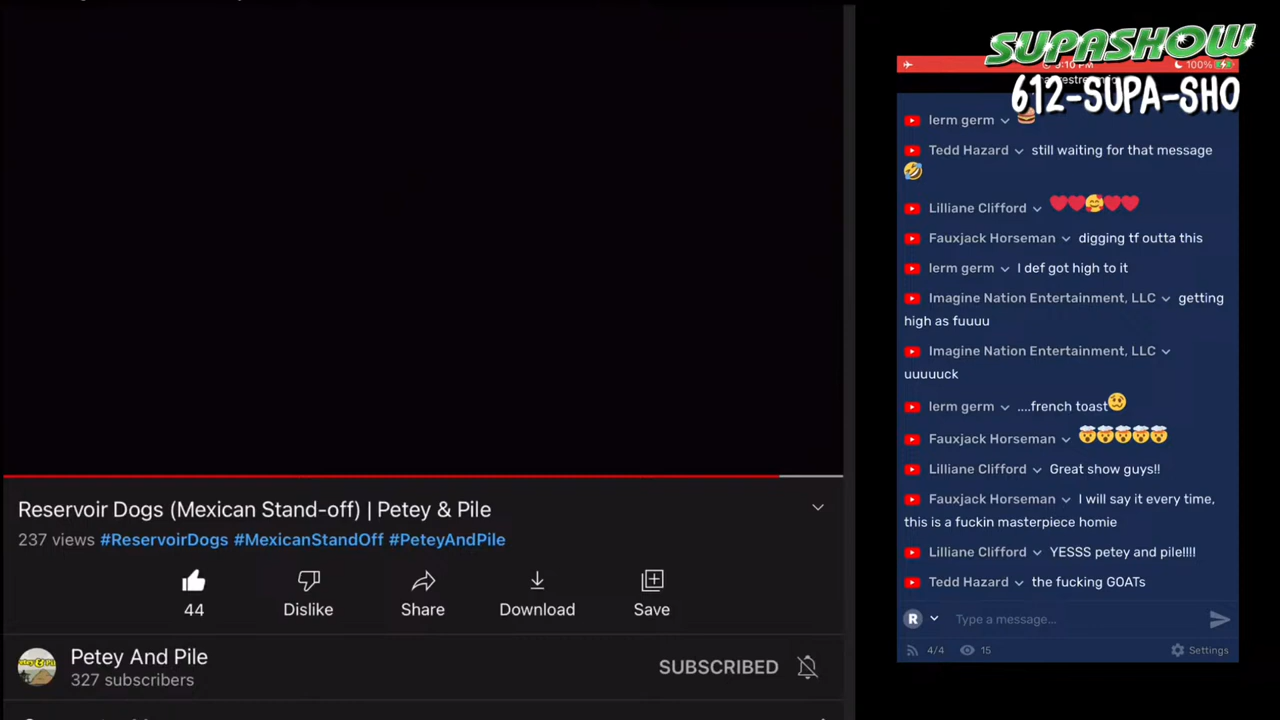 Reservoir Dogs (Mexican Stand-off) | Petey & Pile
237 views #ReservoirDogs #MexicanStandOff #PeteyAndPile
44
Dislike
Share
Download
Save
Petey And Pile
327 subscribers
SUBSCRIBED
SUPASHOW
100%
612-SUPA-SHO
lerm germ 🍔
Tedd Hazard still waiting for that message
🤣
Lilliane Clifford ❤️❤️🥰❤️❤️
Fauxjack Horseman digging tf outta this
lerm germ I def got high to it
Imagine Nation Entertainment, LLC getting
high as fuuuu
Imagine Nation Entertainment, LLC
uuuuuck
lerm germ ....french toast🥴
Fauxjack Horseman 🤯🤯🤯🤯🤯
Lilliane Clifford Great show guys!!
Fauxjack Horseman I will say it every time,
this is a fuckin masterpiece homie
Lilliane Clifford YESSS petey and pile!!!!
Tedd Hazard the fucking GOATs
R Type a message...
4/4 15 Settings